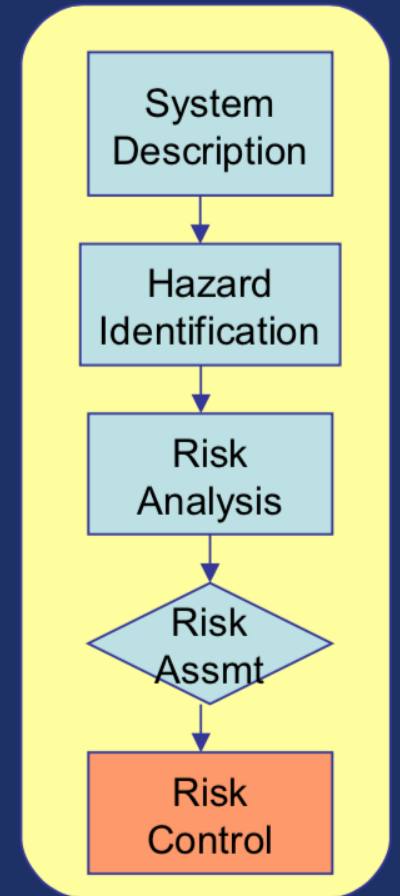 System
Description
Hazard
Identification
Risk
Analysis
Risk
Assmt
Risk
Control